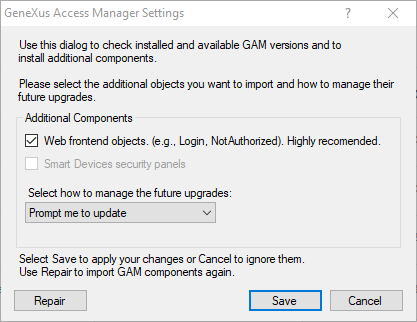 GeneXus Access Manager Settings
Use this dialog to check installed and available GAM versions and to
install additional components.
Please select the additional objects you want to import and how to manage their
future upgrades.
Additional Components
Web frontend objects. (e.g., Login, NotAuthorized). Highly recomended.
Smart Devices security panels
Select how to manage the future upgrades:
Prompt me to update
Select Save to apply your changes or Cancel to ignore them.
Use Repair to import GAM components again.
Repair
Save
Cancel